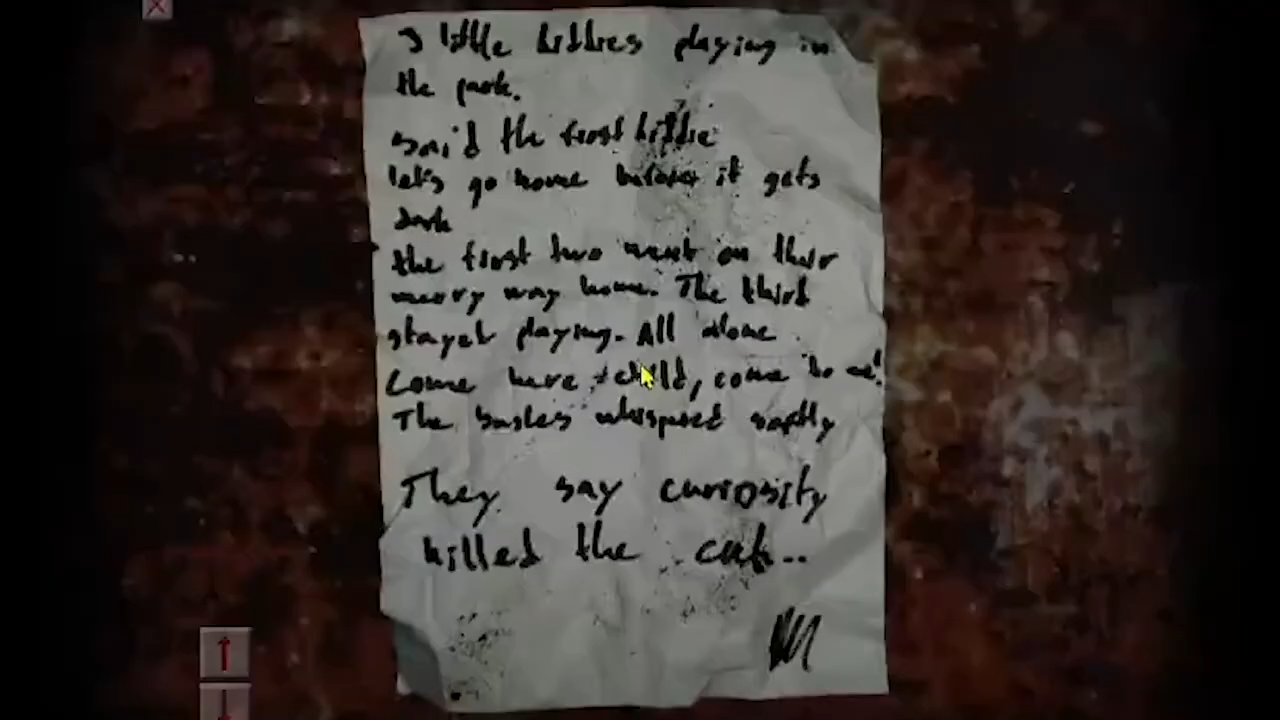 3 little kitties playing in
the park.
said the first kittie
let's go home before it gets
dark
the first two went on their
merry way home. The third
stayed playing. All alone
Come here child, come to me!
The bushes whispered softly
They say curiosity
killed the cat..